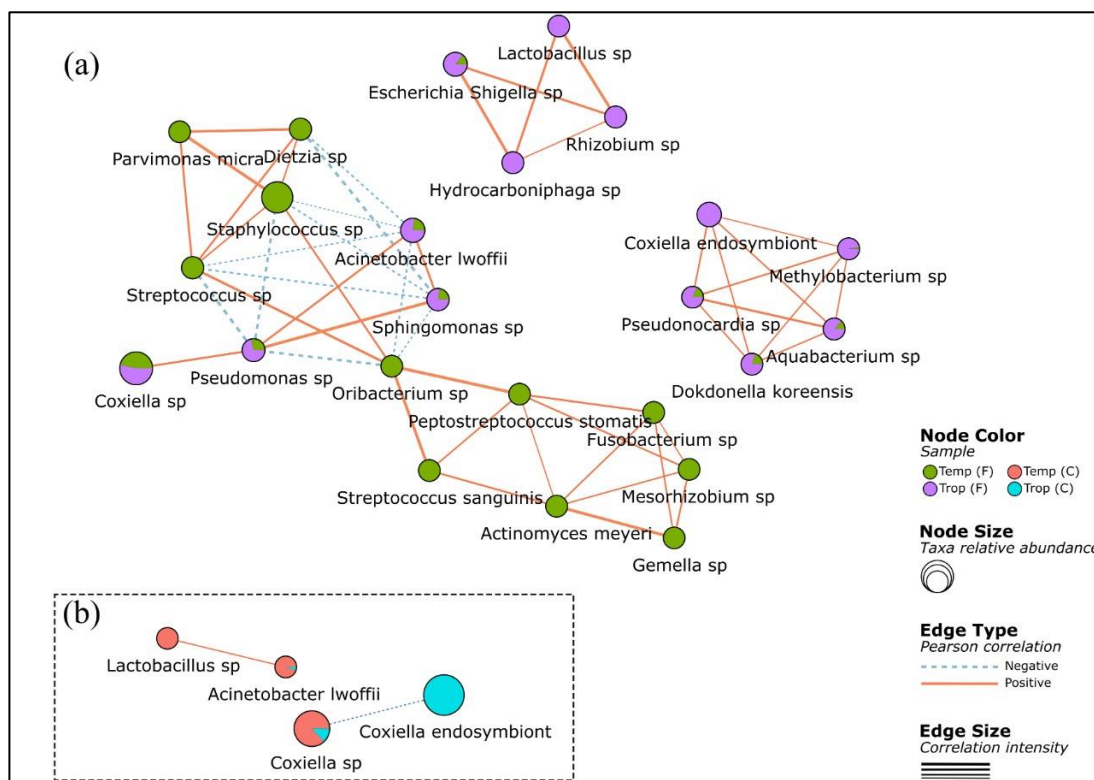 (a)
Lactobacillus sp
Escherichia Shigella sp
Rhizobium sp
Hydrocarboniphaga sp
Parvimonas micra
Dietzia sp
Staphylococcus sp
Acinetobacter lwoffii
Streptococcus sp
Sphingomonas sp
Pseudomonas sp
Coxiella sp
Oribacterium sp
Coxiella endosymbiont
Methylobacterium sp
Pseudonocardia sp
Aquabacterium sp
Dokdonella koreensis
Peptostreptococcus stomatis
Fusobacterium sp
Streptococcus sanguinis
Mesorhizobium sp
Actinomyces meyeri
Gemella sp
(b)
Lactobacillus sp
Acinetobacter lwoffii
Coxiella endosymbiont
Coxiella sp
Node Color
Sample
Temp (F) Temp (C)
Trop (F) Trop (C)
Node Size
Taxa relative abundance
Edge Type
Pearson correlation
Negative
Positive
Edge Size
Correlation intensity